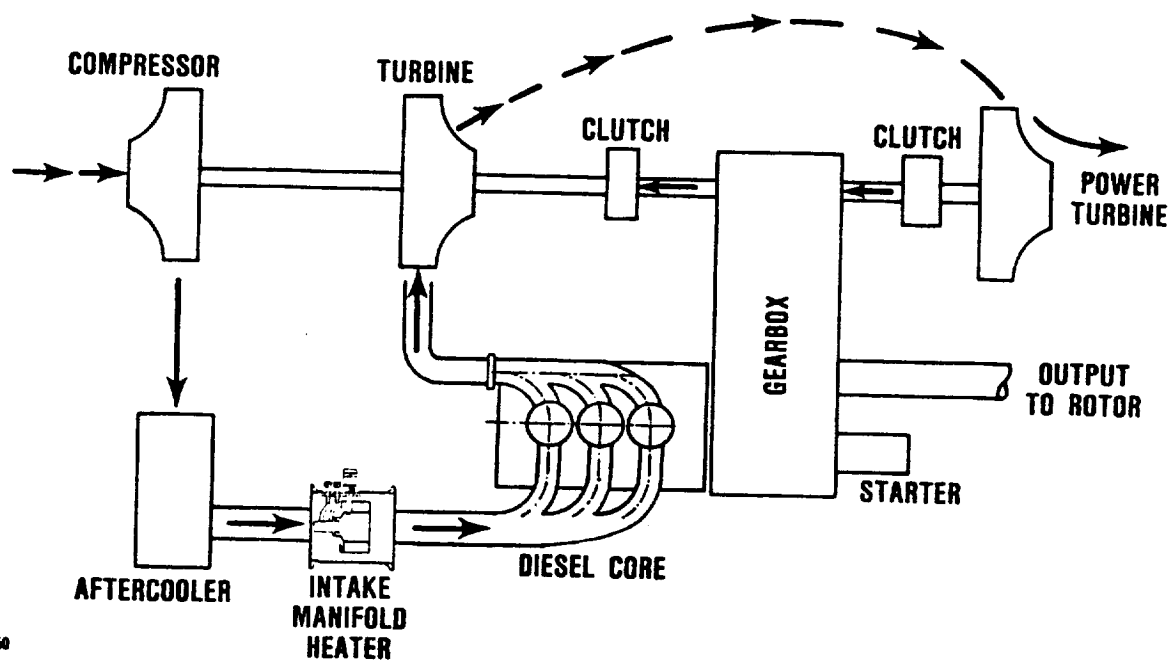 COMPRESSOR
TURBINE
CLUTCH
CLUTCH
POWER
TURBINE
GEARBOX
OUTPUT
TO ROTOR
STARTER
DIESEL CORE
AFTERCOOLER
INTAKE
MANIFOLD
HEATER